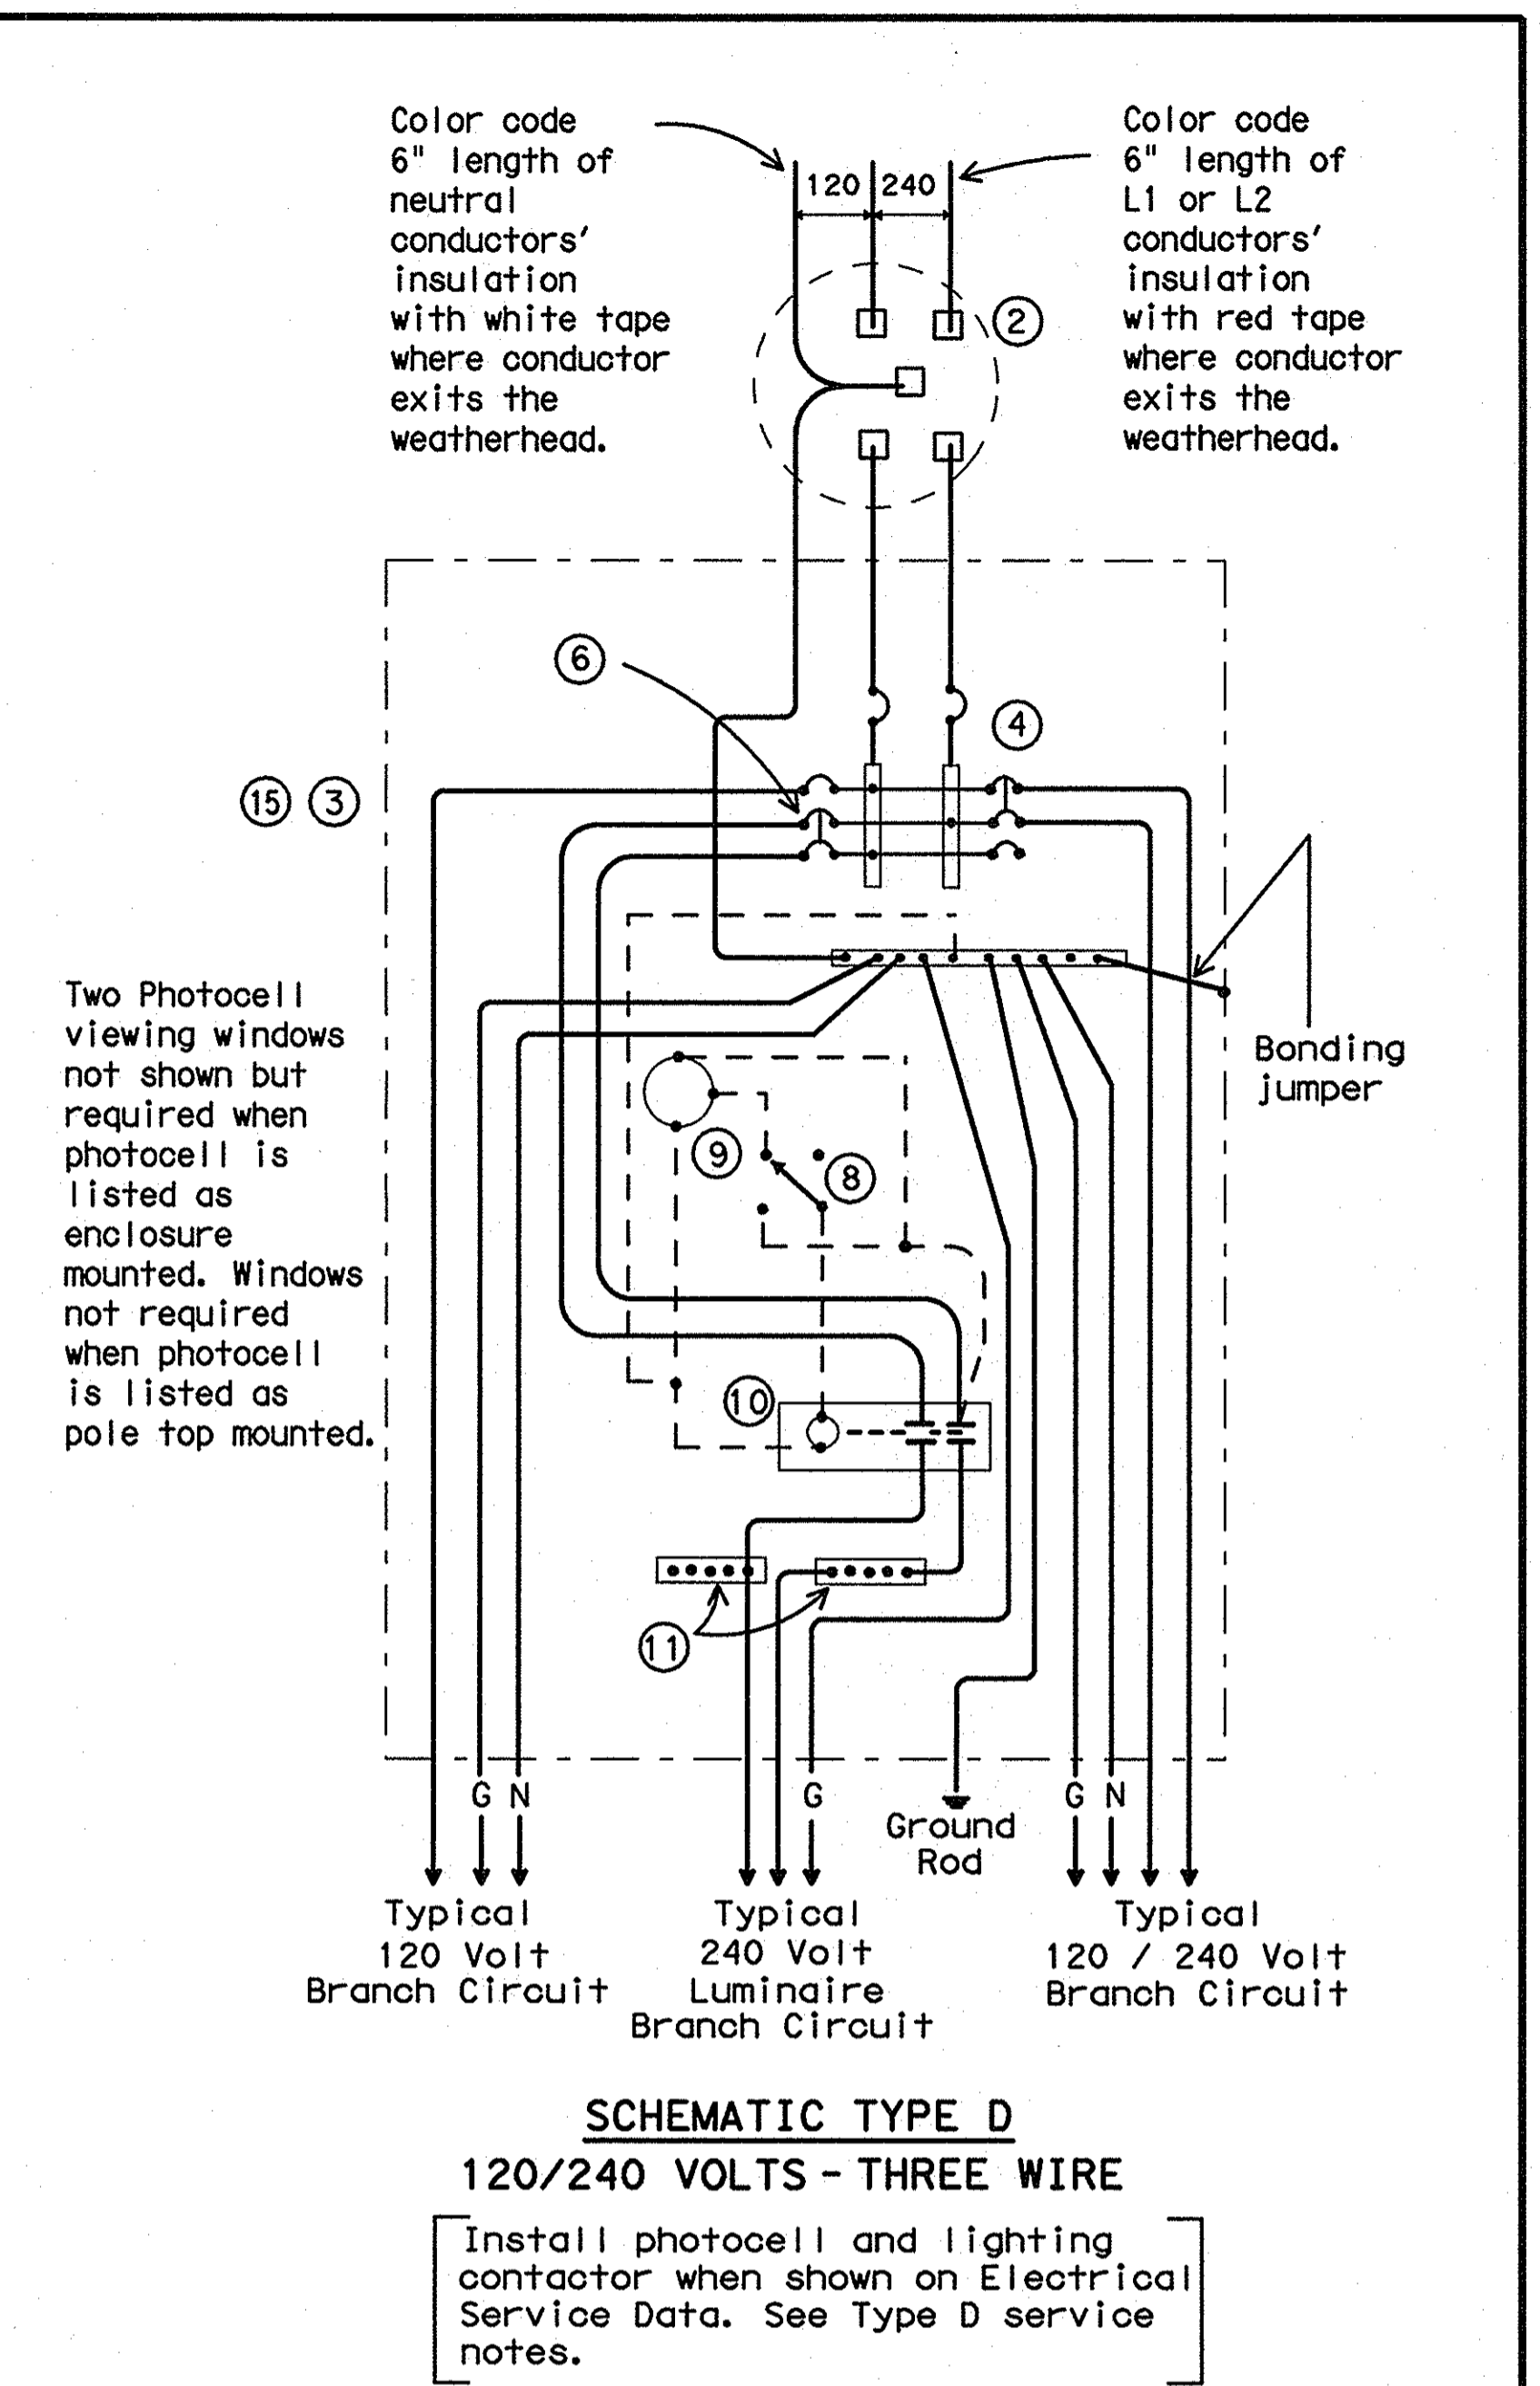 Color code
6" length of
neutral
conductors'
insulation
with white tape
where conductor
exits the
weatherhead.
120
240
Color code
6" length of
L1 or L2
conductors'
insulation
with red tape
where conductor
exits the
weatherhead.
2
6
4
15 3
Two Photocell
viewing windows
not shown but
required when
photocell is
listed as
enclosure
mounted. Windows
not required
when photocell
is listed as
pole top mounted.
Bonding
jumper
9
8
10
11
G N
G
Ground
Rod
G N
Typical
120 Volt
Branch Circuit
Typical
240 Volt
Luminaire
Branch Circuit
Typical
120 / 240 Volt
Branch Circuit
SCHEMATIC TYPE D
120/240 VOLTS - THREE WIRE
Install photocell and lighting
contactor when shown on Electrical
Service Data. See Type D service
notes.